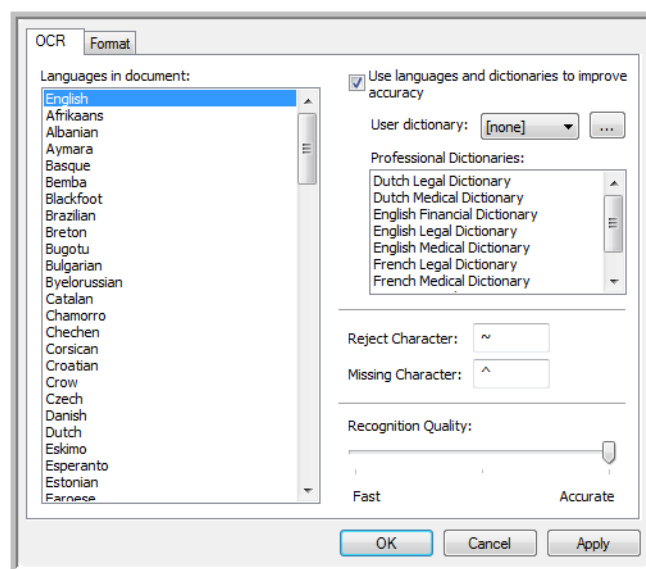 OCR
Format
Languages in document:
English
Afrikaans
Albanian
Aymara
Basque
Bemba
Blackfoot
Brazilian
Breton
Bugotu
Bulgarian
Byelorussian
Catalan
Chamorro
Chechen
Corsican
Croatian
Crow
Czech
Danish
Dutch
Eskimo
Esperanto
Estonian
Faroese
Use languages and dictionaries to improve
accuracy
User dictionary:
[none]
...
Professional Dictionaries:
Dutch Legal Dictionary
Dutch Medical Dictionary
English Financial Dictionary
English Legal Dictionary
English Medical Dictionary
French Legal Dictionary
French Medical Dictionary
Reject Character: ~
Missing Character: ^
Recognition Quality:
Fast Accurate
OK Cancel Apply